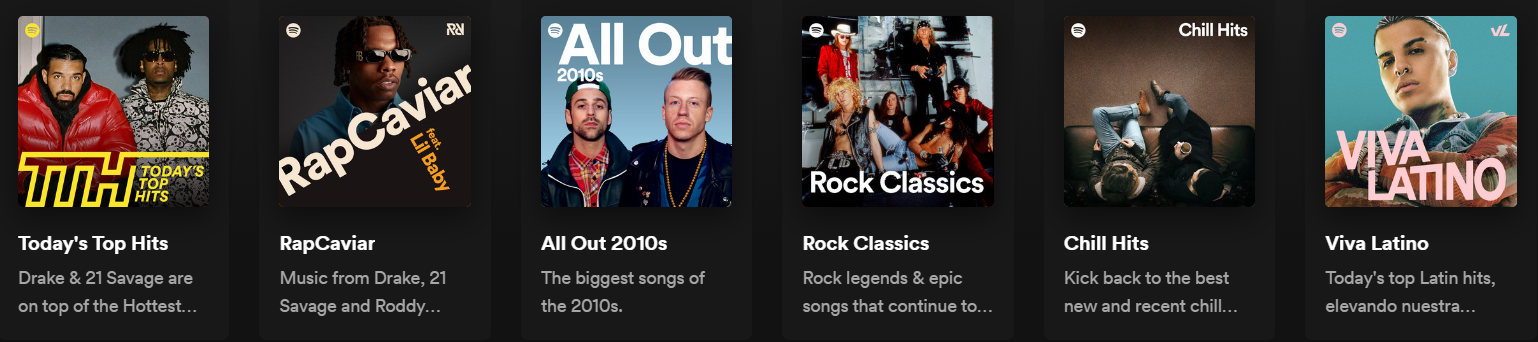 TTH
TODAY'S
TOP
HITS
Today's Top Hits
Drake & 21 Savage are
on top of the Hottest...
RapCaviar
feat.
Lil Baby
RapCaviar
Music from Drake, 21
Savage and Roddy...
All Out
2010s
All Out 2010s
The biggest songs of
the 2010s.
Rock Classics
Rock Classics
Rock legends & epic
songs that continue to...
Chill Hits
Chill Hits
Kick back to the best
new and recent chill...
VL
VIVA
LATINO
Viva Latino
Today's top Latin hits,
elevando nuestra...